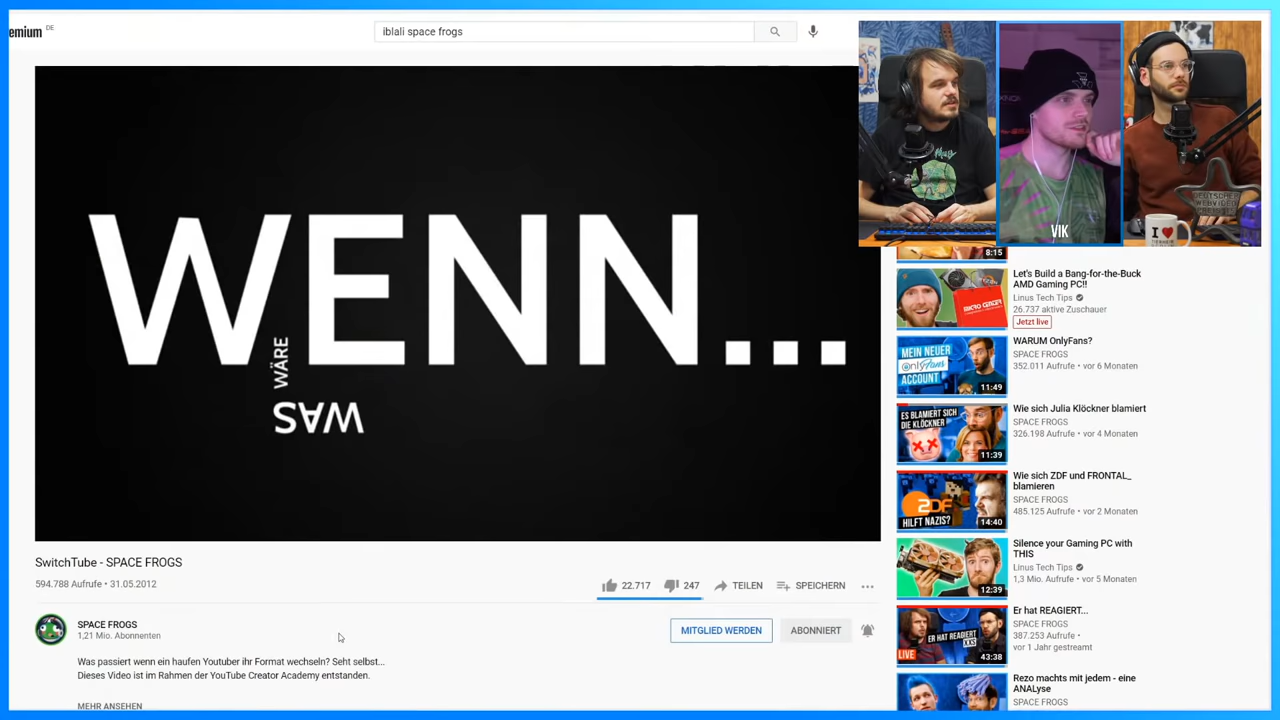 emium DE
iblali space frogs
WENN...
WÄRE
WAS
VIK
I ❤
DEUTSCHER
WEBVIDEO
8:15
Let's Build a Bang-for-the-Buck
AMD Gaming PC!!
Linus Tech Tips
26.737 aktive Zuschauer
Jetzt live
MICRO CENTER
WARUM OnlyFans?
SPACE FROGS
352.011 Aufrufe • vor 6 Monaten
MEIN NEUER
OnlyFans
ACCOUNT
11:49
Wie sich Julia Klöckner blamiert
SPACE FROGS
326.198 Aufrufe • vor 4 Monaten
ES BLAMIERT SICH
DIE KLÖCKNER
11:39
Wie sich ZDF und FRONTAL_
blamieren
SPACE FROGS
485.125 Aufrufe • vor 2 Monaten
ZDF
HILFT NAZIS?
14:40
Silence your Gaming PC with
THIS
Linus Tech Tips
1,3 Mio. Aufrufe • vor 5 Monaten
12:39
Er hat REAGIERT...
SPACE FROGS
387.253 Aufrufe •
vor 1 Jahr gestreamt
ER HAT REAGIERT
XXS
LIVE
43:38
Rezo machts mit jedem - eine
ANALyse
SPACE FROGS
SwitchTube - SPACE FROGS
594.788 Aufrufe • 31.05.2012
22.717
247
TEILEN
SPEICHERN
SPACE FROGS
1,21 Mio. Abonnenten
MITGLIED WERDEN
ABONNIERT
Was passiert wenn ein haufen Youtuber ihr Format wechseln? Seht selbst...
Dieses Video ist im Rahmen der YouTube Creator Academy entstanden.
MEHR ANSEHEN